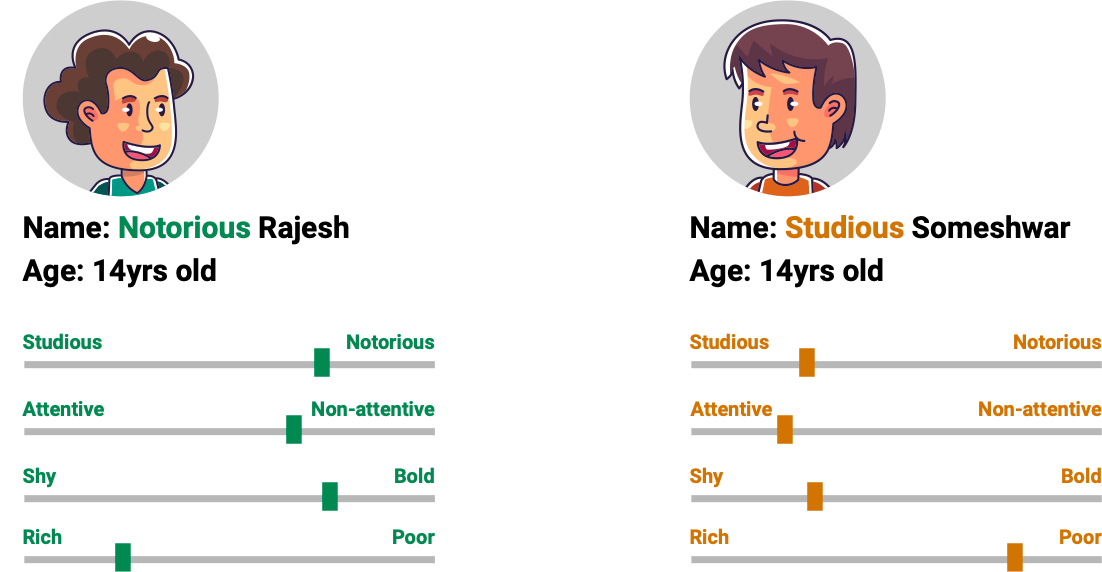 Name: Notorious Rajesh
Age: 14yrs old
Studious Notorious
Attentive Non-attentive
Shy Bold
Rich Poor
Name: Studious Someshwar
Age: 14yrs old
Studious Notorious
Attentive Non-attentive
Shy Bold
Rich Poor